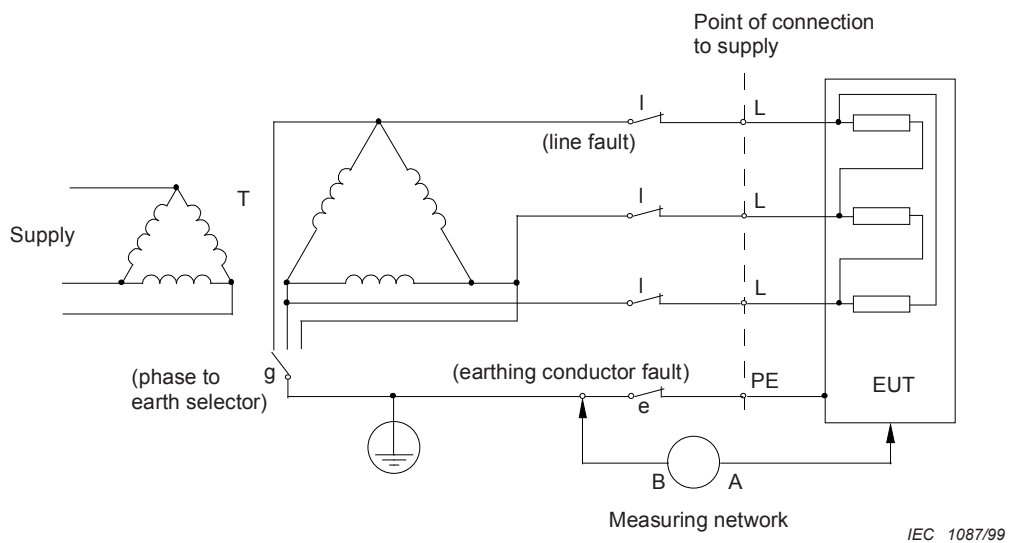 Point of connection
to supply
l
L
(line fault)
T
l
L
Supply
l
L
(phase to
earth selector)
g
(earthing conductor fault)
PE
e
EUT
B
A
Measuring network
IEC 1087/99